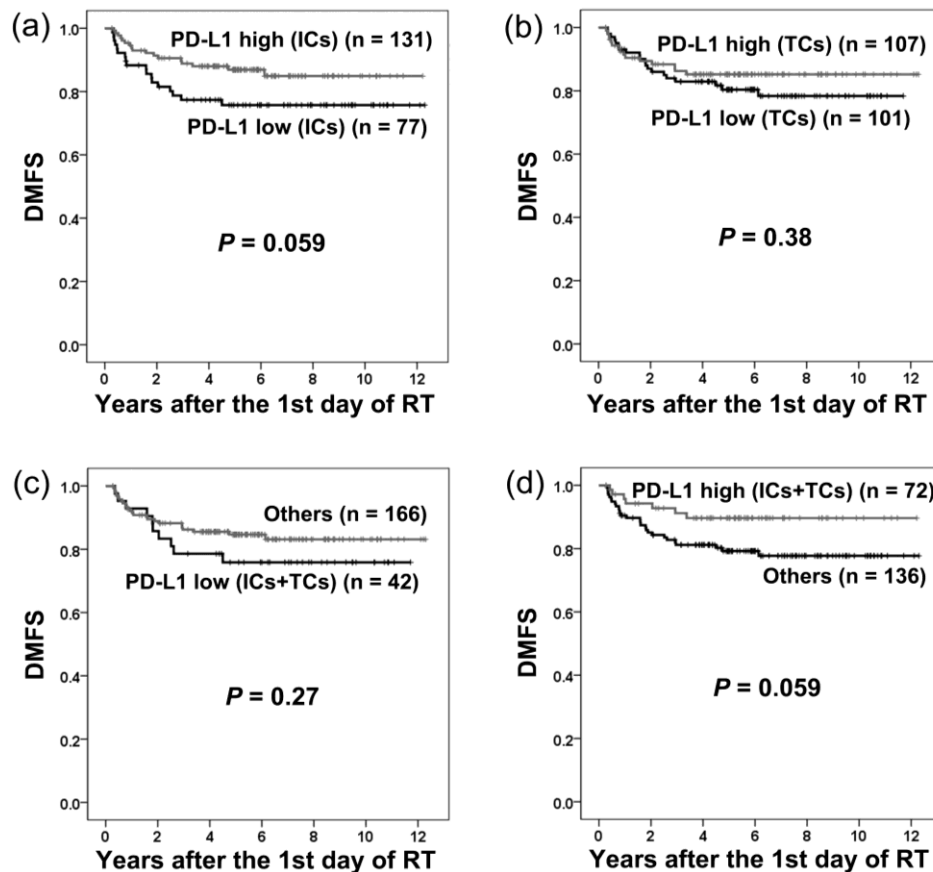 (a)
1.0
PD-L1 high (ICs) (n = 131)
0.8
PD-L1 low (ICs) (n = 77)
0.6
DMFS
0.4
P = 0.059
0.2
0.0
0 2 4 6 8 10 12
Years after the 1st day of RT
(b)
1.0
PD-L1 high (TCs) (n = 107)
0.8
PD-L1 low (TCs) (n = 101)
0.6
DMFS
0.4
P = 0.38
0.2
0.0
0 2 4 6 8 10 12
Years after the 1st day of RT
(c)
1.0
Others (n = 166)
0.8
PD-L1 low (ICs+TCs) (n = 42)
0.6
DMFS
0.4
P = 0.27
0.2
0.0
0 2 4 6 8 10 12
Years after the 1st day of RT
(d)
1.0
PD-L1 high (ICs+TCs) (n = 72)
0.8
Others (n = 136)
0.6
DMFS
0.4
P = 0.059
0.2
0.0
0 2 4 6 8 10 12
Years after the 1st day of RT